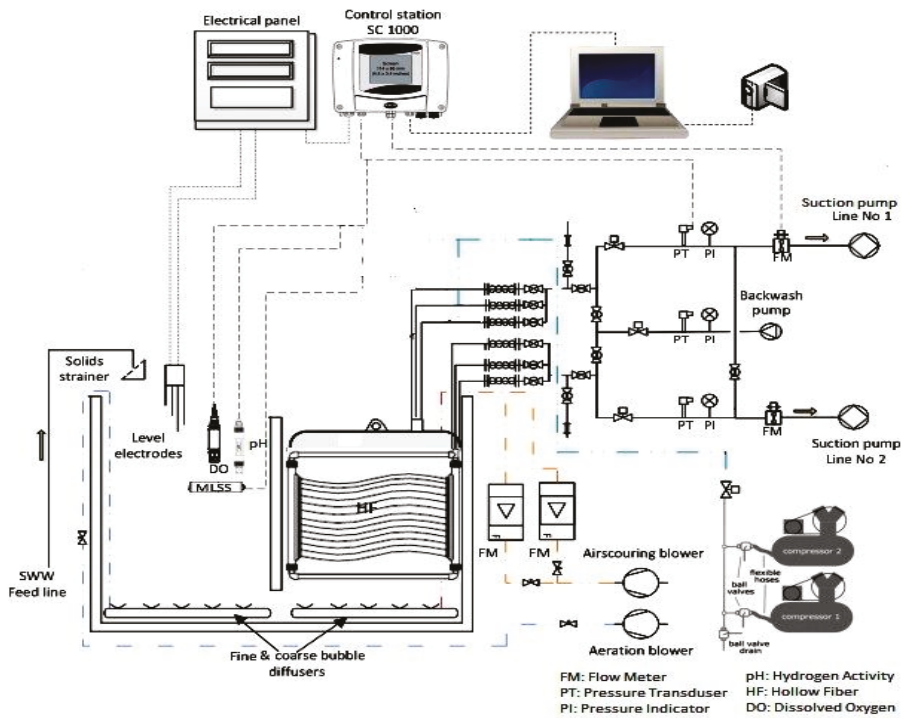 Electrical panel
Control station
SC 1000
Suction pump
Line No 1
PT
PI
FM
Backwash
pump
PT
PI
Solids
strainer
Level
electrodes
pH
DO
MLSS
HF
PT
PI
FM
Suction pump
Line No 2
SWW
Feed line
FM
FM
Airscouring blower
Aeration blower
compressor 2
ball
valves
flexible
hoses
compressor 1
ball valve
drain
Fine & coarse bubble
diffusers
FM: Flow Meter
PT: Pressure Transduser
PI: Pressure Indicator
pH: Hydrogen Activity
HF: Hollow Fiber
DO: Dissolved Oxygen